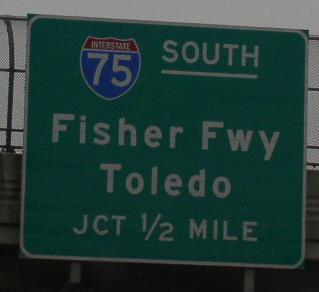 INTERSTATE
75 SOUTH
Fisher Fwy
Toledo
JCT 1/2 MILE